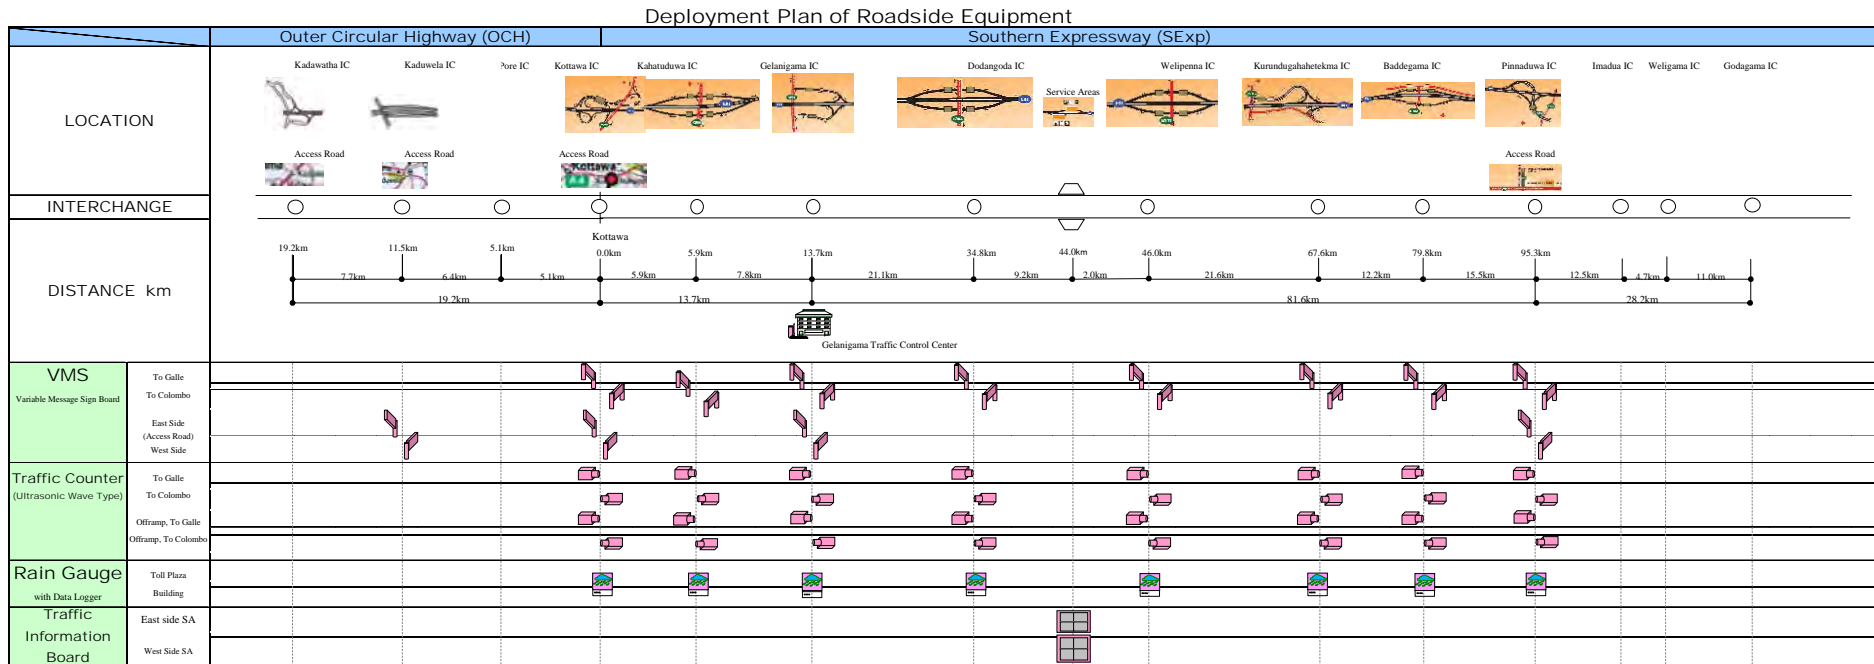 Deployment Plan of Roadside Equipment
Outer Circular Highway (OCH)
Southern Expressway (SExp)
LOCATION
Kadawatha IC
Kaduwela IC
Pore IC
Kottawa IC
Kahatuduwa IC
Gelanigama IC
Dodangoda IC
Service Areas
Welipenna IC
Kurundugahahetekma IC
Baddegama IC
Pinnaduwa IC
Imadua IC
Weligama IC
Godagama IC
Access Road
Access Road
Access Road
Kottawa
Access Road
INTERCHANGE
DISTANCE km
Kottawa
19.2km
11.5km
5.1km
0.0km
5.9km
13.7km
34.8km
44.0km
46.0km
67.6km
79.8km
95.3km
7.7km
6.4km
5.1km
5.9km
7.8km
21.1km
9.2km
2.0km
21.6km
12.2km
15.5km
12.5km
4.7km
11.0km
19.2km
13.7km
81.6km
28.2km
Gelanigama Traffic Control Center
VMS
Variable Message Sign Board
To Galle
To Colombo
East Side
(Access Road)
West Side
Traffic Counter
(Ultrasonic Wave Type)
To Galle
To Colombo
Offramp, To Galle
Offramp, To Colombo
Rain Gauge
with Data Logger
Toll Plaza
Building
Traffic
Information
Board
East side SA
West Side SA